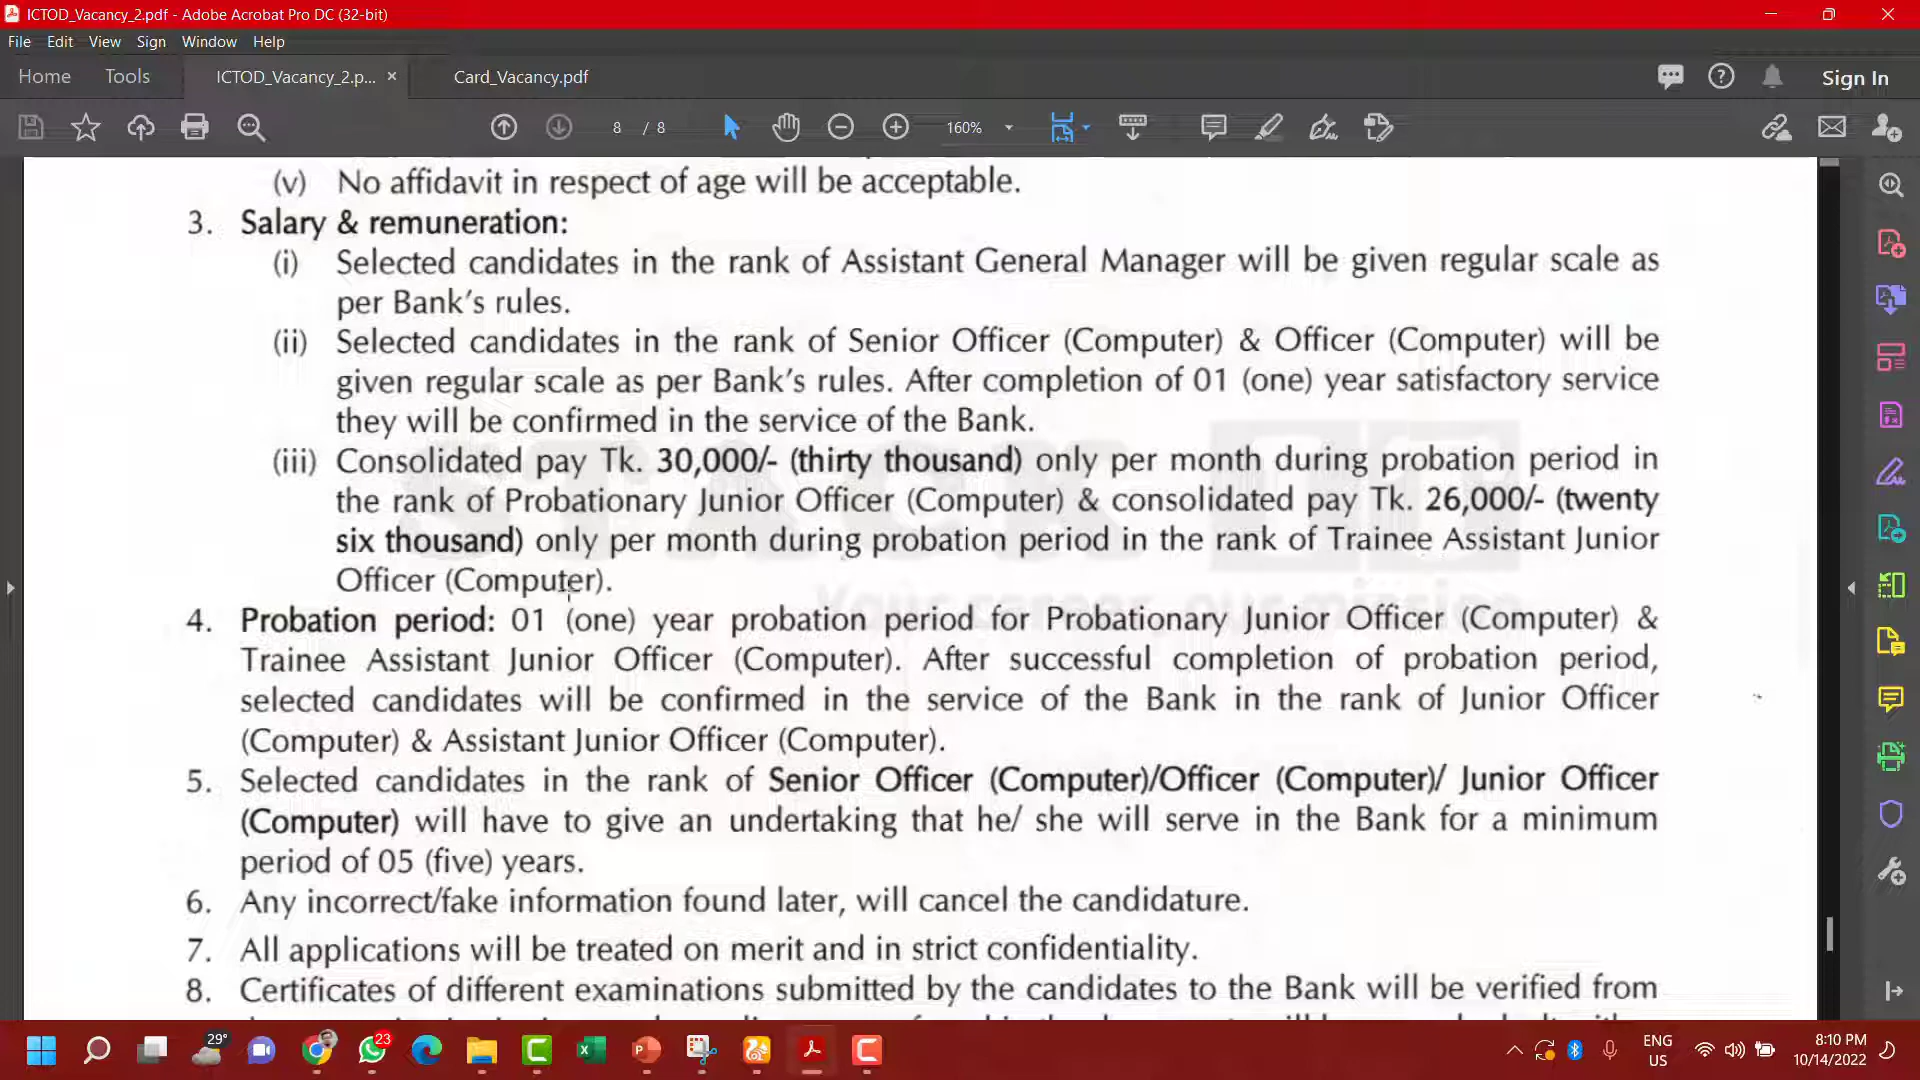 ICTOD_Vacancy_2.pdf - Adobe Acrobat Pro DC (32-bit)
File Edit View Sign Window Help
Home Tools ICTOD_Vacancy_2.p... × Card_Vacancy.pdf Sign In
8 / 8 160%
(v) No affidavit in respect of age will be acceptable.
3. Salary & remuneration:
(i) Selected candidates in the rank of Assistant General Manager will be given regular scale as
per Bank's rules.
(ii) Selected candidates in the rank of Senior Officer (Computer) & Officer (Computer) will be
given regular scale as per Bank's rules. After completion of 01 (one) year satisfactory service
they will be confirmed in the service of the Bank.
(iii) Consolidated pay Tk. 30,000/- (thirty thousand) only per month during probation period in
the rank of Probationary Junior Officer (Computer) & consolidated pay Tk. 26,000/- (twenty
six thousand) only per month during probation period in the rank of Trainee Assistant Junior
Officer (Computer).
STACK IT
Your career, our mission
4. Probation period: 01 (one) year probation period for Probationary Junior Officer (Computer) &
Trainee Assistant Junior Officer (Computer). After successful completion of probation period,
selected candidates will be confirmed in the service of the Bank in the rank of Junior Officer
(Computer) & Assistant Junior Officer (Computer).
5. Selected candidates in the rank of Senior Officer (Computer)/Officer (Computer)/ Junior Officer
(Computer) will have to give an undertaking that he/ she will serve in the Bank for a minimum
period of 05 (five) years.
6. Any incorrect/fake information found later, will cancel the candidature.
7. All applications will be treated on merit and in strict confidentiality.
8. Certificates of different examinations submitted by the candidates to the Bank will be verified from
29° 23 ENG 8:10 PM
US 10/14/2022